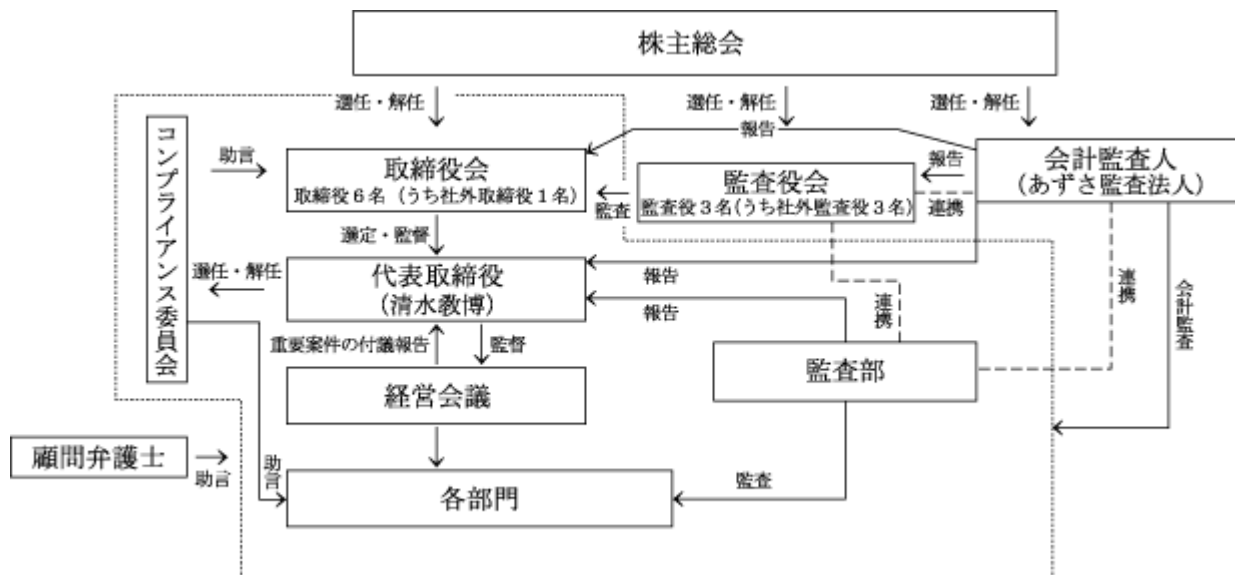 株主総会
選任・解任
選任・解任
選任・解任
報告
コンプライアンス委員会
助言
取締役会
取締役6名(うち社外取締役1名)
監査
監査役会
監査役3名(うち社外監査役3名)
報告
連携
会計監査人
(あずさ監査法人)
選定・監督
選任・解任
代表取締役
(清水教博)
報告
報告
連携
連携
会計監査
重要案件の付議報告
監督
経営会議
監査部
顧問弁護士
助言
助言
各部門
監査